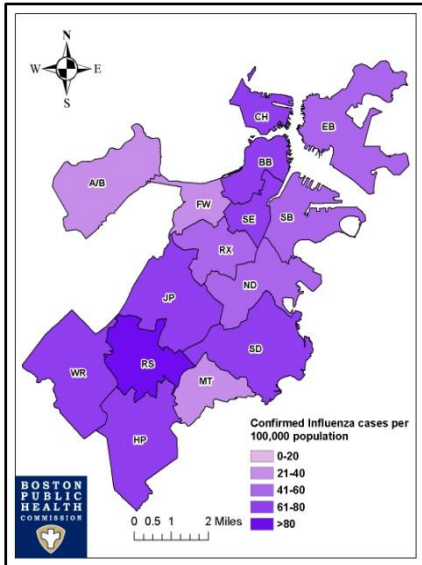 N
W E
S
CH
EB
BB
A/B
FW
SE
SB
RX
ND
JP
SD
RS
WR
MT
HP
Confirmed Influenza cases per
100,000 population
0-20
21-40
41-60
61-80
>80
BOSTON
PUBLIC
HEALTH
COMMISSION
0 0.5 1 2 Miles